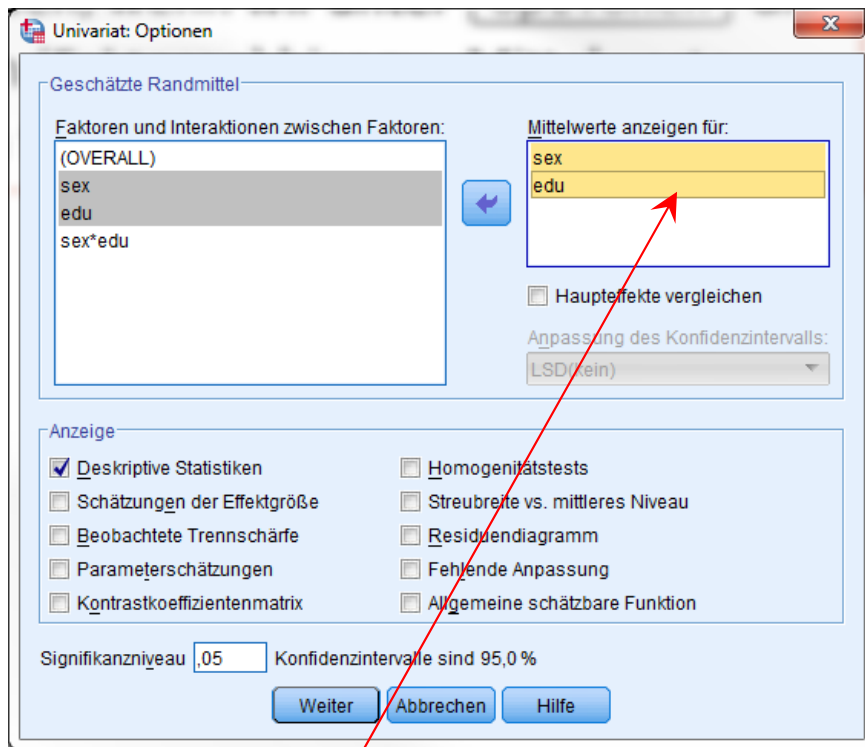 Univariat: Optionen
Geschätzte Randmittel
Faktoren und Interaktionen zwischen Faktoren:
(OVERALL)
sex
edu
sex*edu
Mittelwerte anzeigen für:
sex
edu
Haupteffekte vergleichen
Anpassung des Konfidenzintervalls:
LSD(kein)
Anzeige
Deskriptive Statistiken
Homogenitätstests
Schätzungen der Effektgröße
Streubreite vs. mittleres Niveau
Beobachtete Trennschärfe
Residuendiagramm
Parameterschätzungen
Fehlende Anpassung
Kontrastkoeffizientenmatrix
Allgemeine schätzbare Funktion
Signifikanzniveau ,05 Konfidenzintervalle sind 95,0 %
Weiter Abbrechen Hilfe